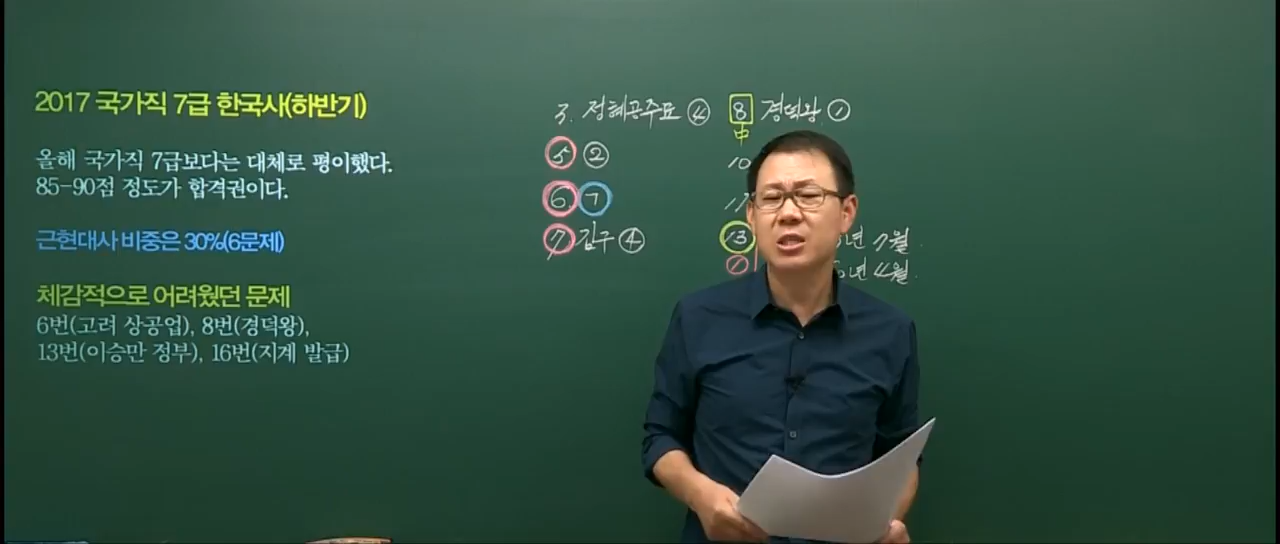 2017 국가직 7급 한국사(하반기)
올해 국가직 7급보다는 대체로 평이했다.
85-90점 정도가 합격권이다.
근현대사 비중은 30%(6문제)
체감적으로 어려웠던 문제
6번(고려 상공업), 8번(경덕왕),
13번(이승만 정부), 16번(지계 발급)
3. 정혜공주묘 ④
5 ②
6. ㄱ
7. 김구 ④
8 경덕왕 ①
中
10
13
년 7월.
년 4월.